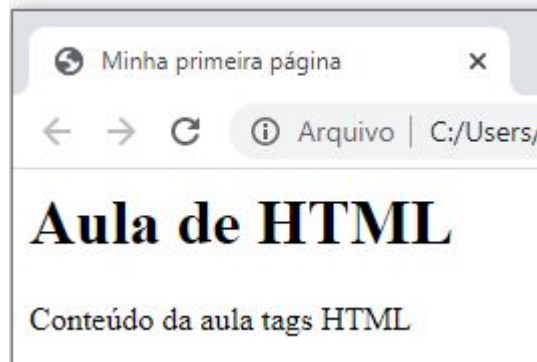 Minha primeira página
Arquivo | C:/Users/
Aula de HTML
Conteúdo da aula tags HTML